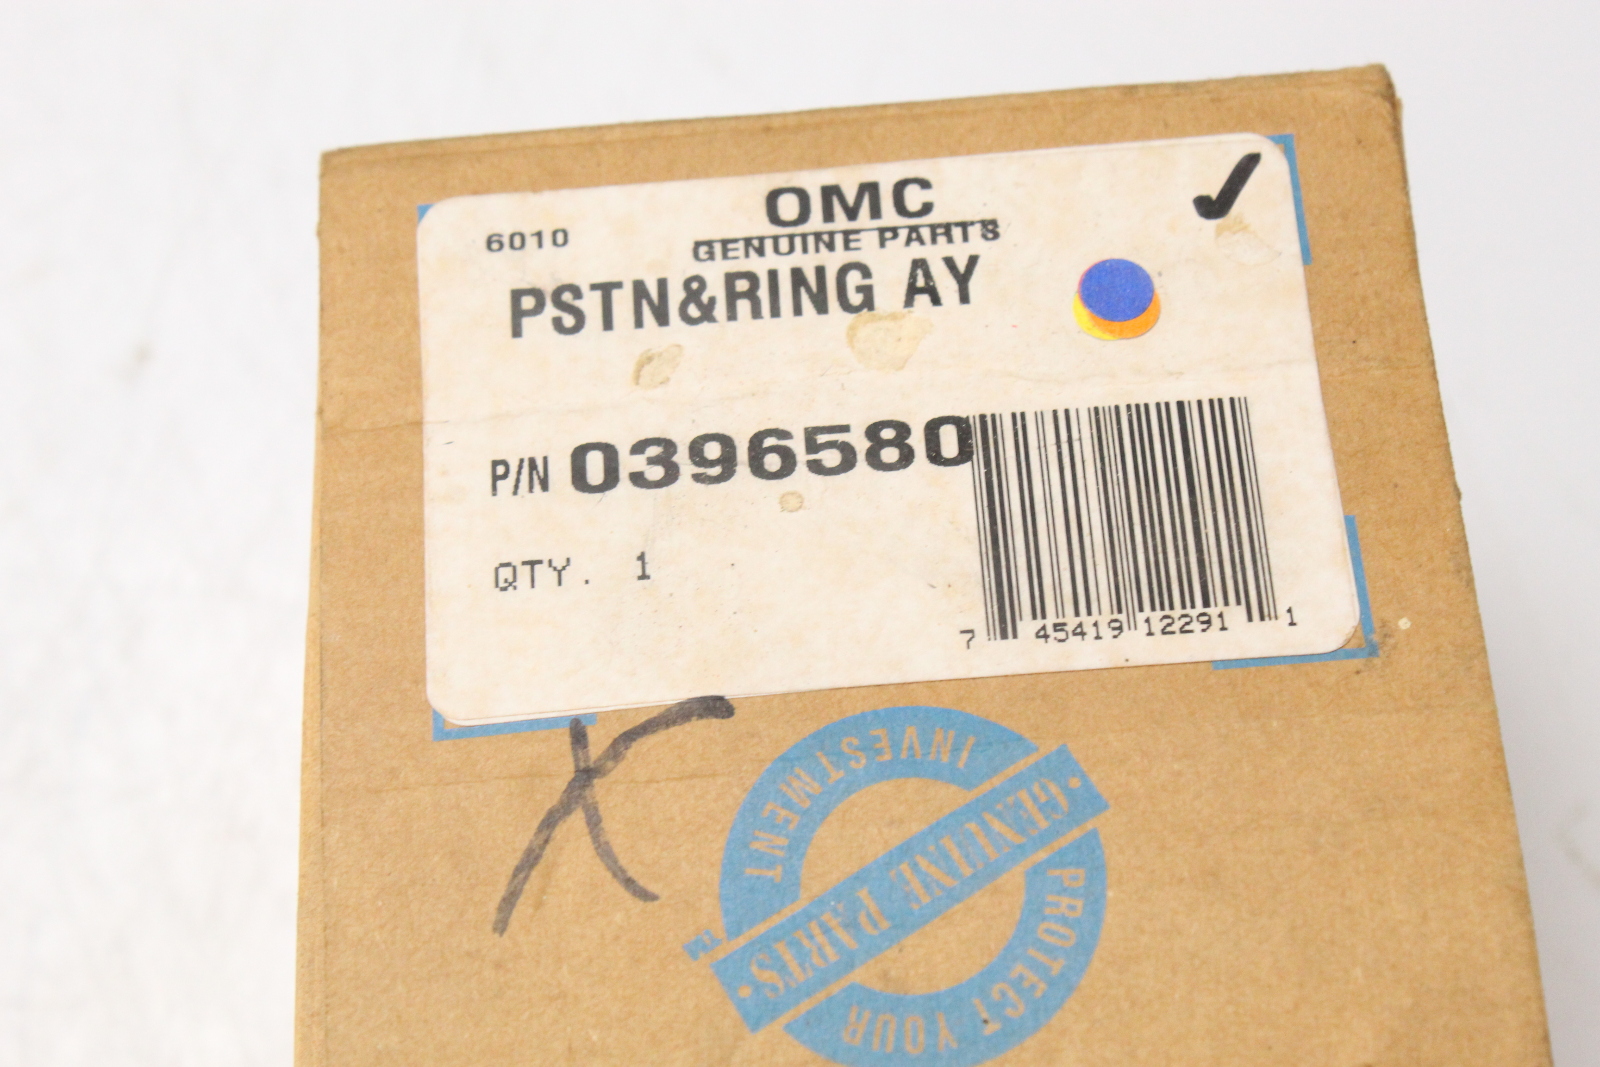 OMC
6010
GENUINE PARTS
PSTN&RING AY
P/N 0396580
QTY. 1
7 45419 12291 1
X
PROTECT YOUR
INVESTMENT
• GENUINE PARTS •